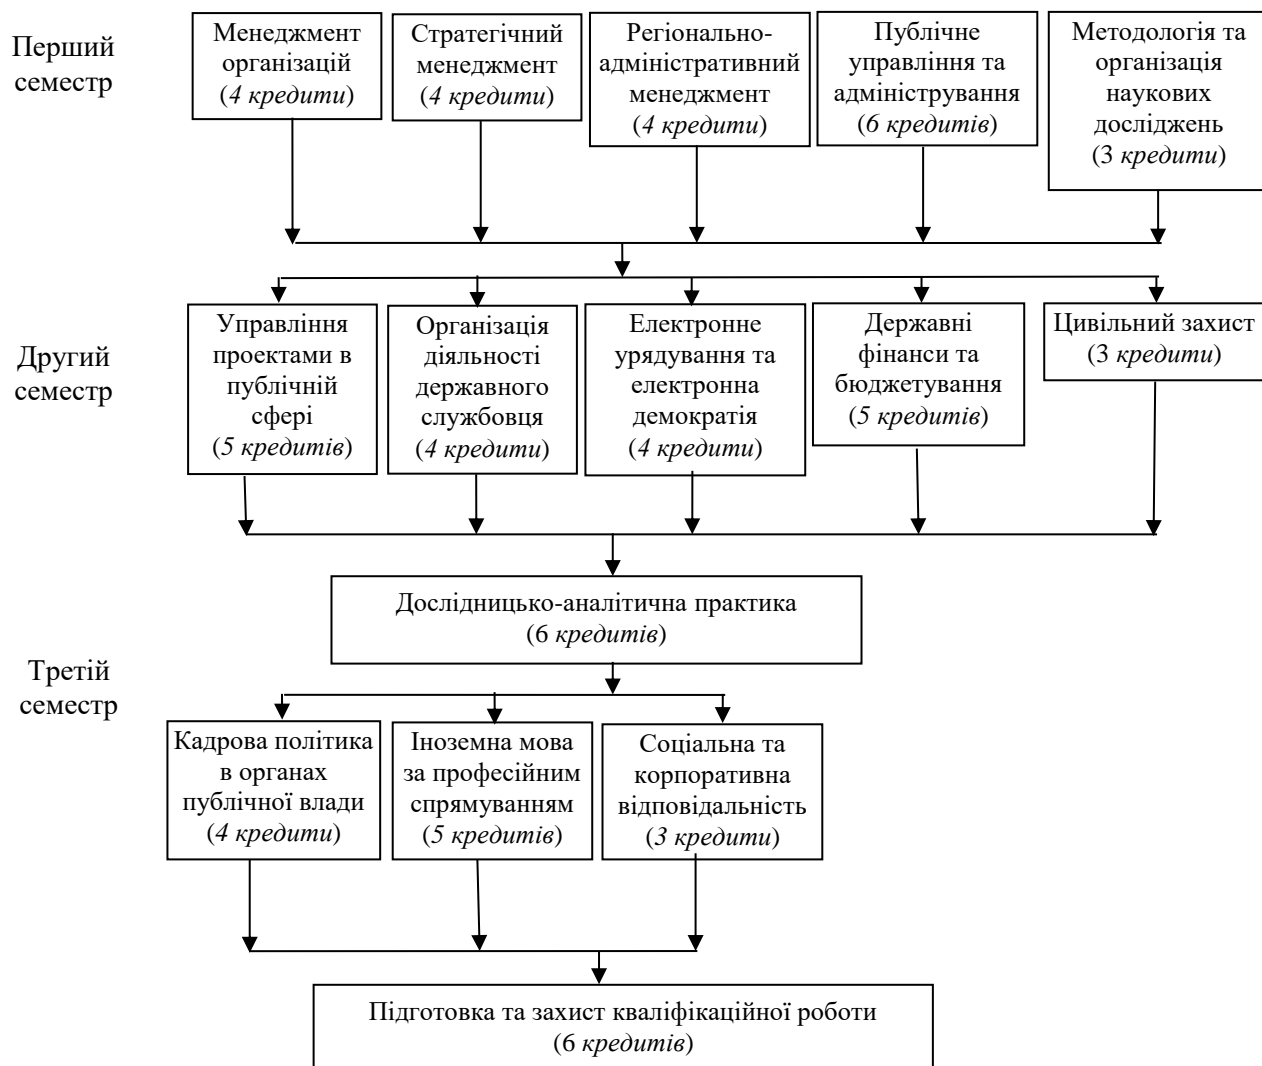 Перший
семестр
Менеджмент
організацій
(4 кредити)
Стратегічний
менеджмент
(4 кредити)
Регіонально-
адміністративний
менеджмент
(4 кредити)
Публічне
управління та
адміністрування
(6 кредитів)
Методологія та
організація
наукових
досліджень
(3 кредити)
Другий
семестр
Управління
проектами в
публічній
сфері
(5 кредитів)
Організація
діяльності
державного
службовця
(4 кредити)
Електронне
урядування та
електронна
демократія
(4 кредити)
Державні
фінанси та
бюджетування
(5 кредитів)
Цивільний захист
(3 кредити)
Дослідницько-аналітична практика
(6 кредитів)
Третій
семестр
Кадрова політика
в органах
публічної влади
(4 кредити)
Іноземна мова
за професійним
спрямуванням
(5 кредитів)
Соціальна та
корпоративна
відповідальність
(3 кредити)
Підготовка та захист кваліфікаційної роботи
(6 кредитів)